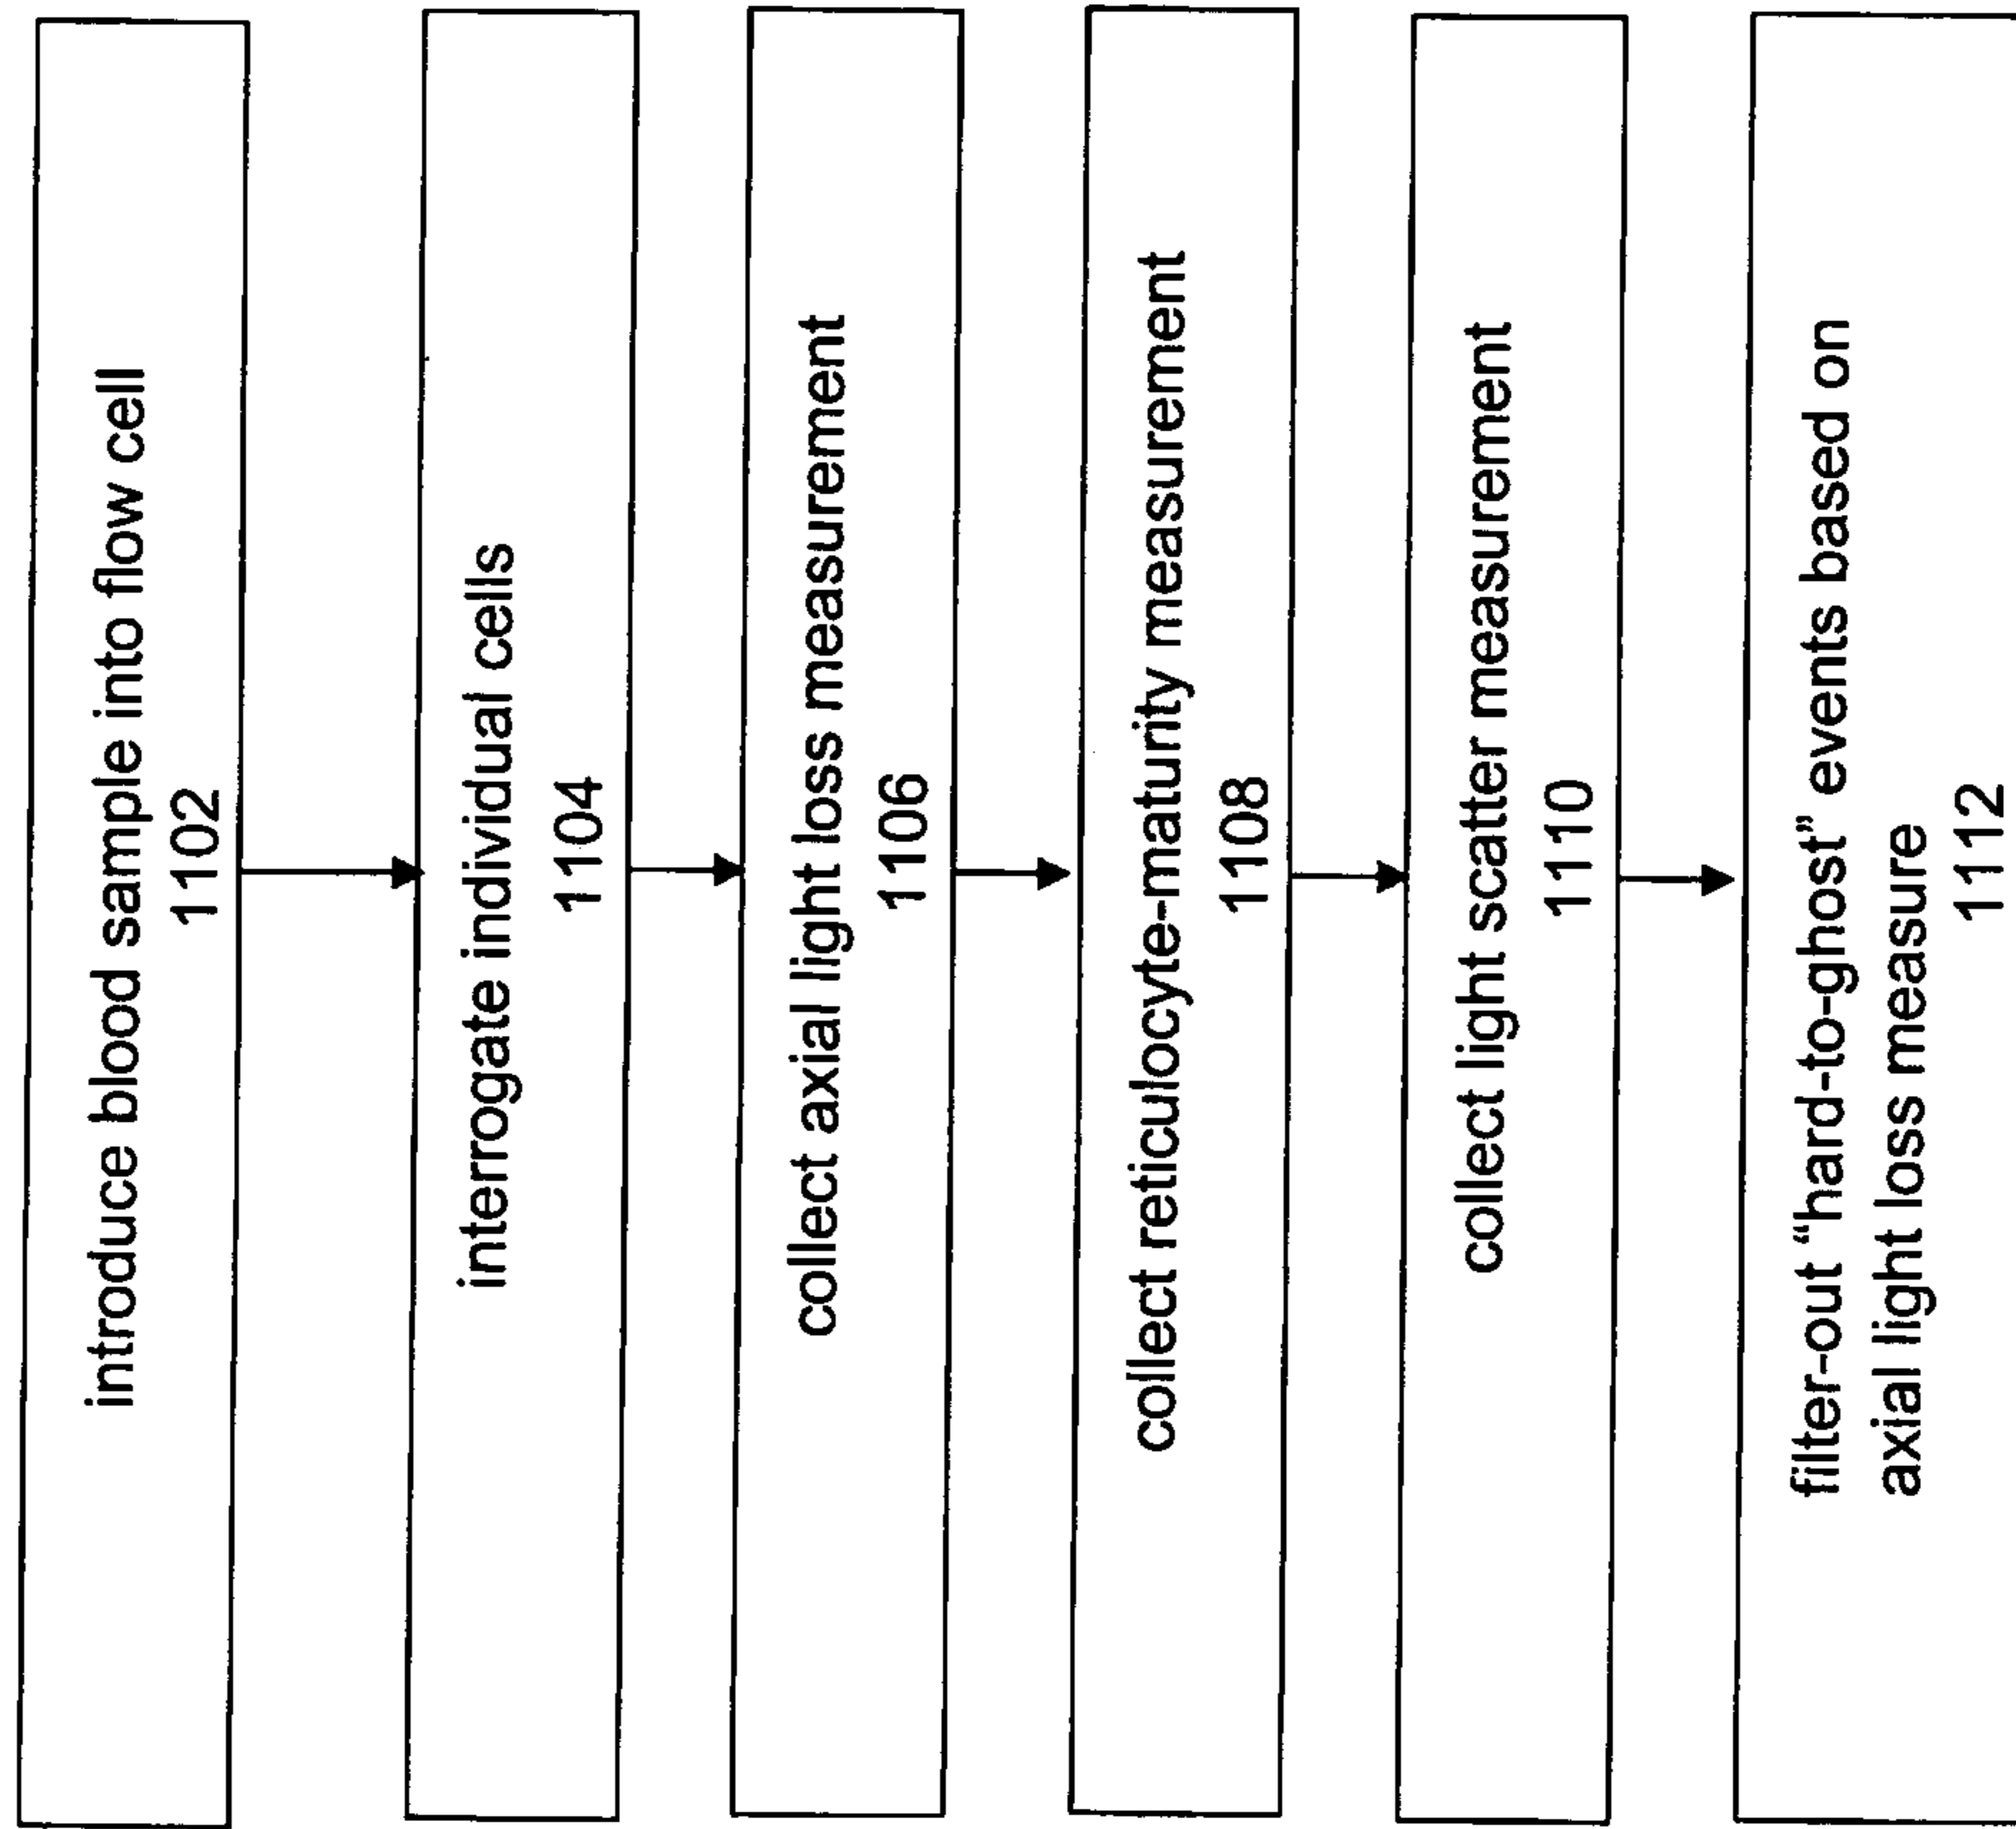 introduce blood sample into flow cell
1102
interrogate individual cells
1104
collect axial light loss measurement
1106
collect reticulocyte-maturity measurement
1108
collect light scatter measurement
1110
filter-out “hard-to-ghost” events based on
axial light loss measure
1112